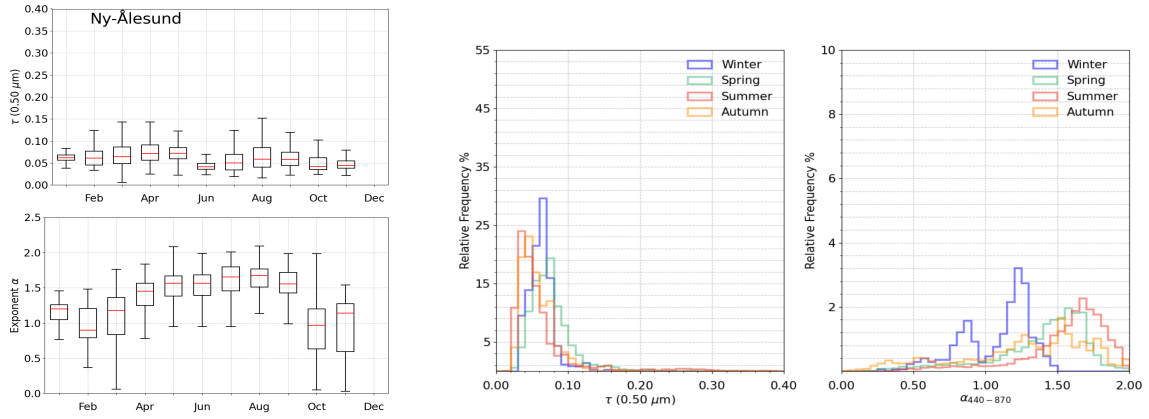 Ny-Ålesund
τ (0.50 μm)
0.40
0.35
0.30
0.25
0.20
0.15
0.10
0.05
0.00
Feb Apr Jun Aug Oct Dec
Exponent α
2.5
2.0
1.5
1.0
0.5
0.0
Feb Apr Jun Aug Oct Dec
Relative Frequency %
55
45
35
25
15
5
Winter
Spring
Summer
Autumn
0.00 0.10 0.20 0.30 0.40
τ (0.50 μm)
Relative Frequency %
10
8
6
4
2
0
Winter
Spring
Summer
Autumn
0.00 0.50 1.00 1.50 2.00
α440−870